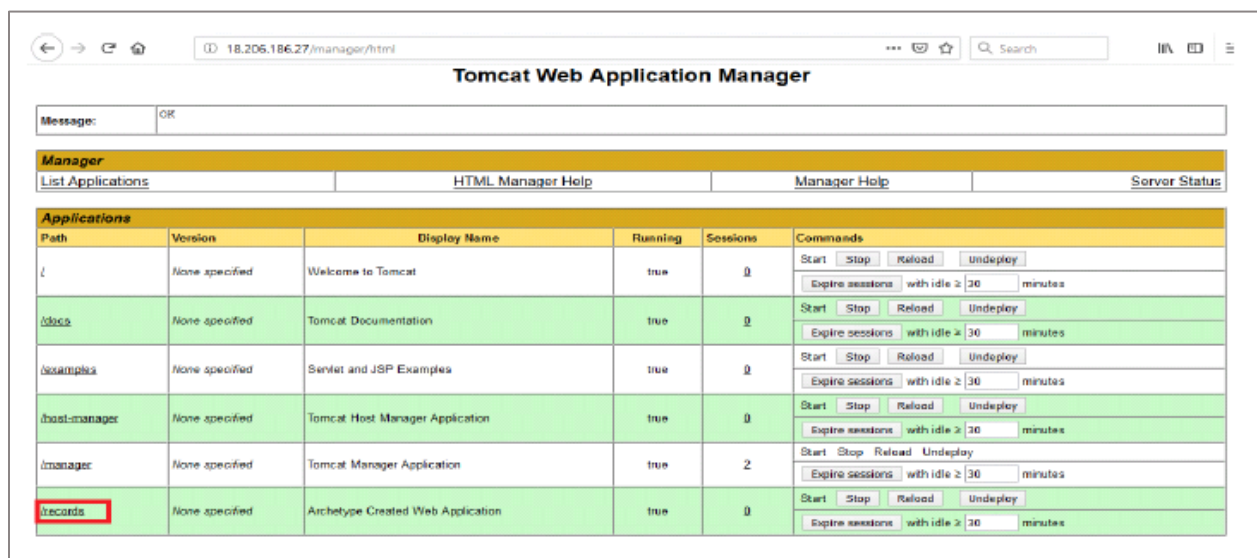 18.206.186.27/manager/html
Search
Tomcat Web Application Manager
Message: OK
Manager
List Applications HTML Manager Help Manager Help Server Status
Applications
Path Version Display Name Running Sessions Commands
/ None specified Welcome to Tomcat true 0 Start Stop Reload Undeploy
Expire sessions with idle ≥ 30 minutes
/docs None specified Tomcat Documentation true 0 Start Stop Reload Undeploy
Expire sessions with idle ≥ 30 minutes
/examples None specified Servlet and JSP Examples true 0 Start Stop Reload Undeploy
Expire sessions with idle ≥ 30 minutes
/host-manager None specified Tomcat Host Manager Application true 0 Start Stop Reload Undeploy
Expire sessions with idle ≥ 30 minutes
/manager None specified Tomcat Manager Application true 2 Start Stop Reload Undeploy
Expire sessions with idle ≥ 30 minutes
/records None specified Archetype Created Web Application true 0 Start Stop Reload Undeploy
Expire sessions with idle ≥ 30 minutes